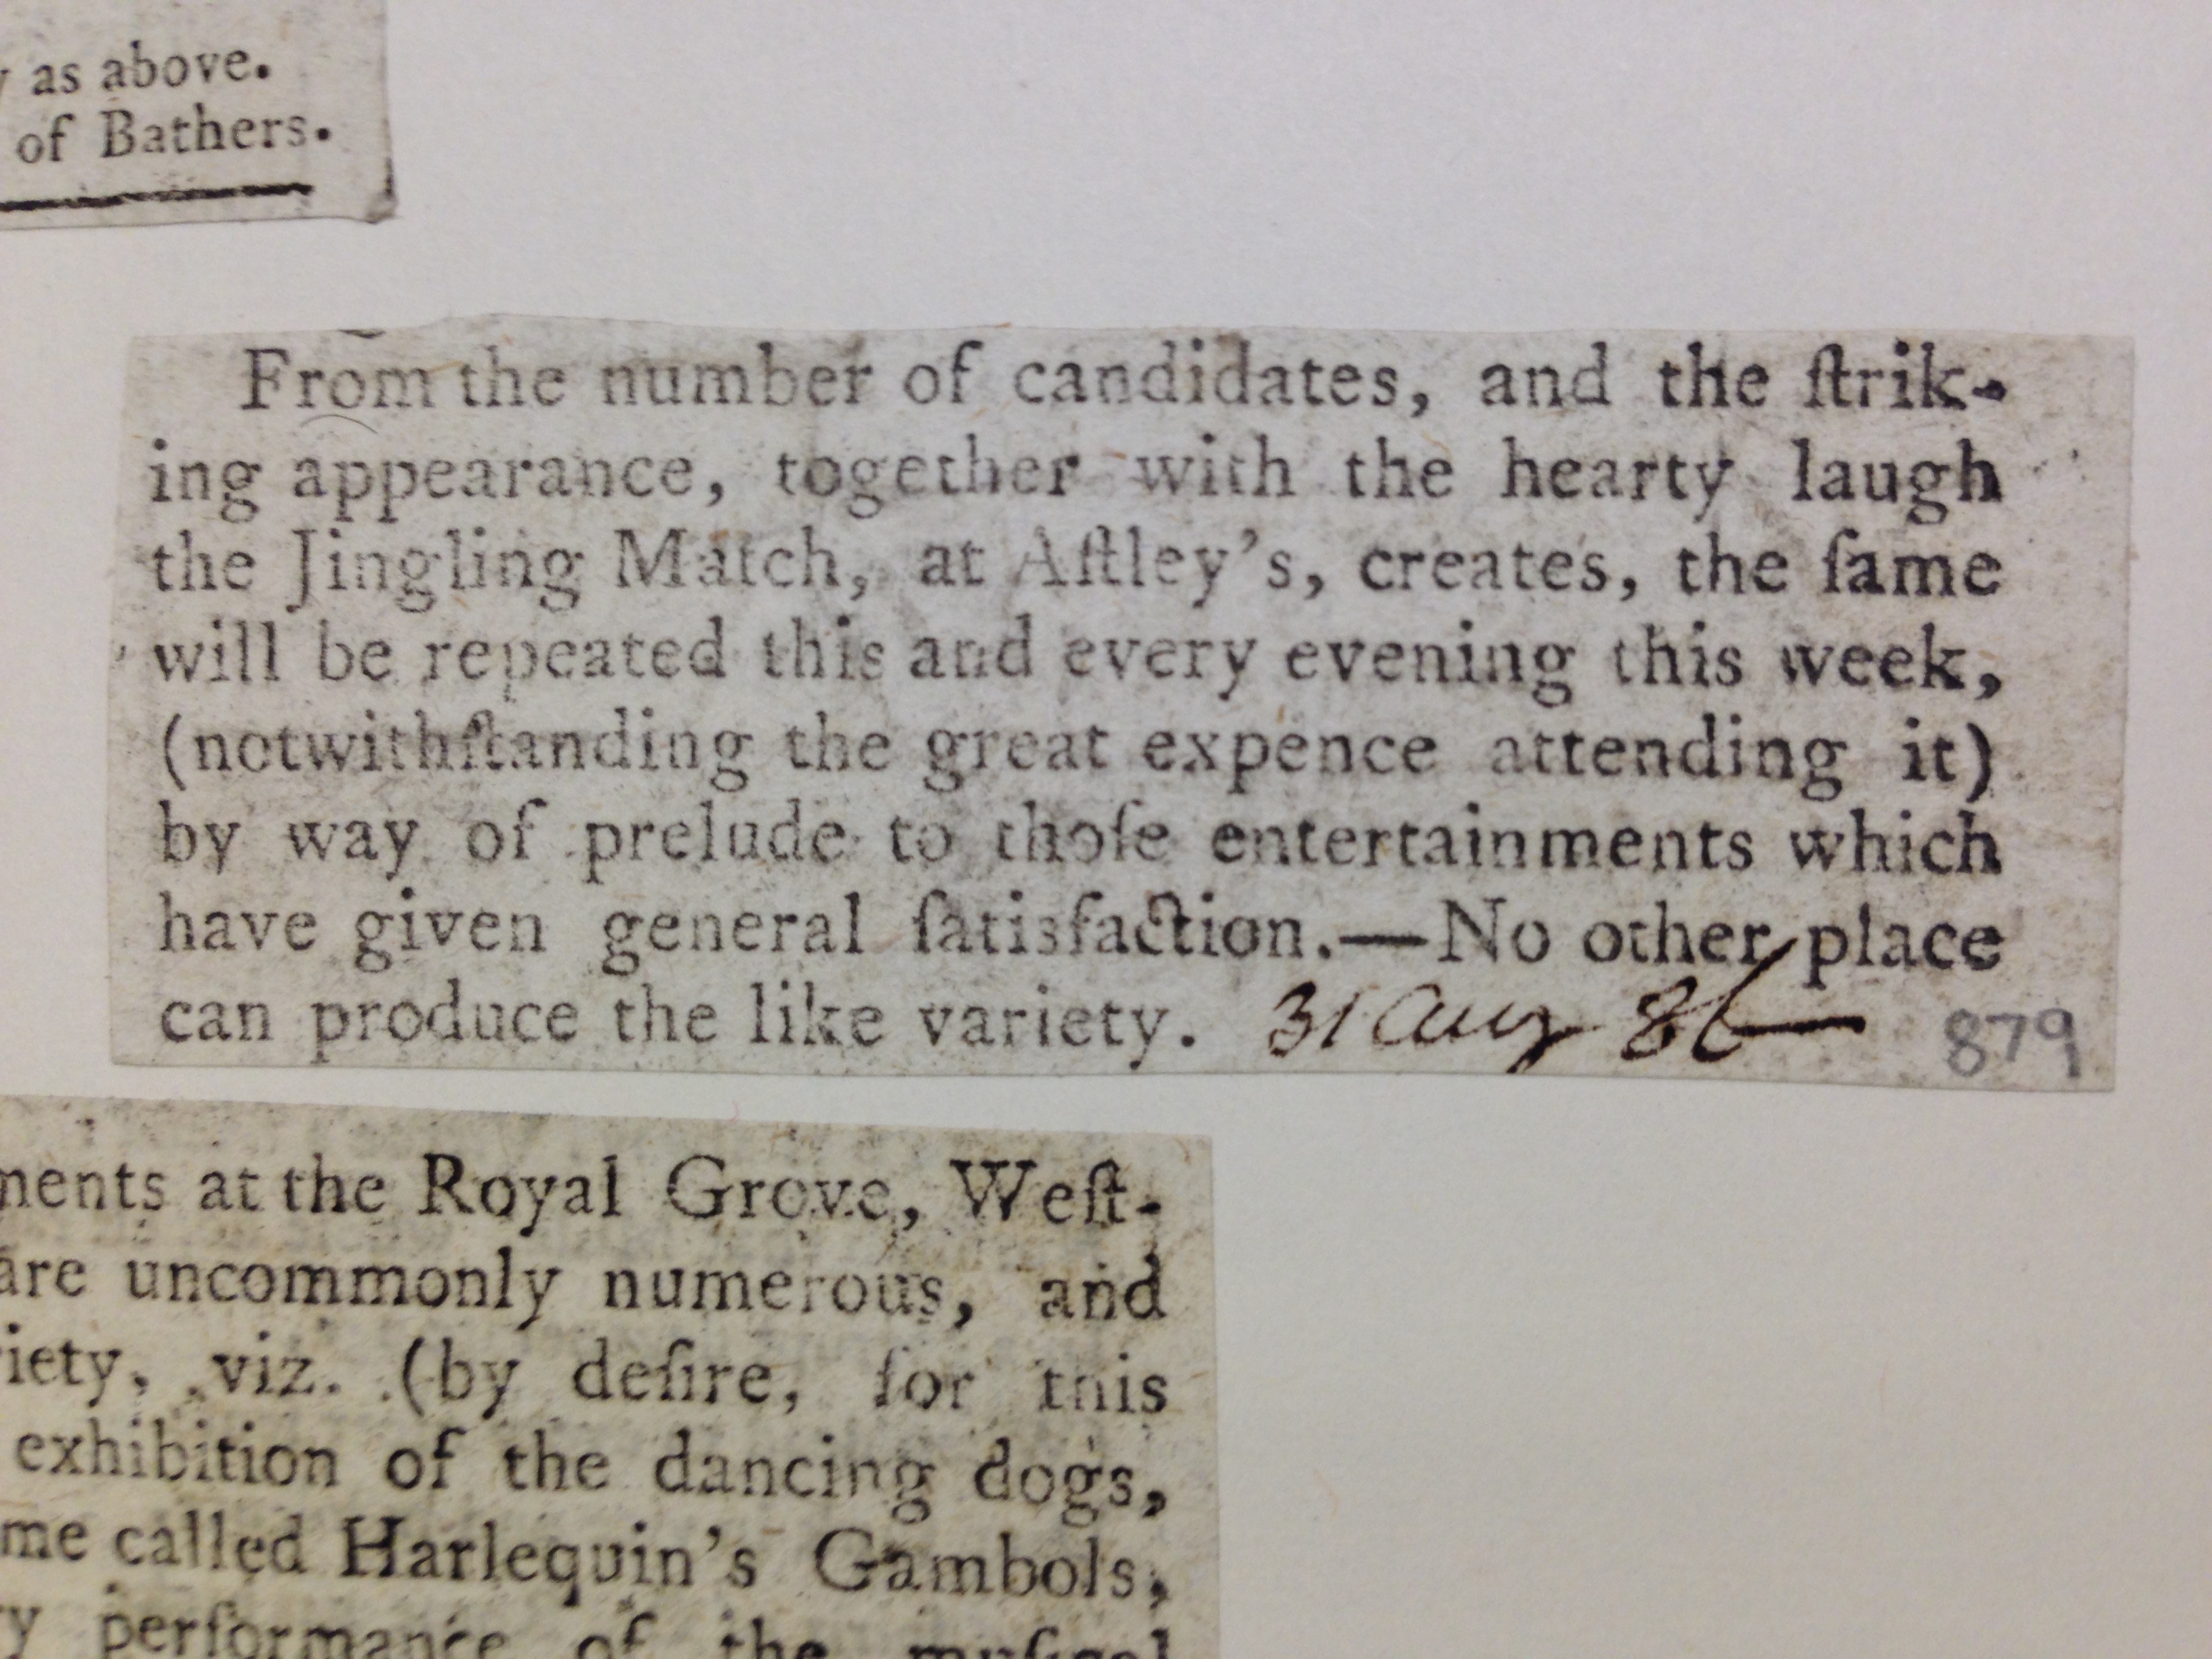 as above.
of Bathers.
From the number of candidates, and the ſtrik-
ing appearance, together with the hearty laugh
the Jingling Match, at Aſtley's, creates, the ſame
will be repeated this and every evening this week,
(notwithſtanding the great expence attending it)
by way of prelude to thoſe entertainments which
have given general ſatisfaction.—No other place
can produce the like variety. 31 Aug 86 879
ments at the Royal Grove, Weſt-
are uncommonly numerous, and
iety, viz. (by deſire, for this
exhibition of the dancing dogs,
me called Harlequin's Gambols,
y performance of the muſical